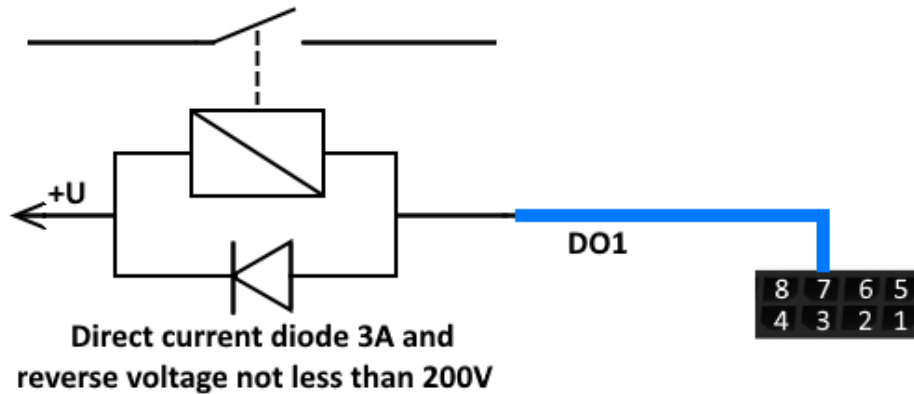 +U
DO1
8 7 6 5
4 3 2 1
Direct current diode 3A and
reverse voltage not less than 200V